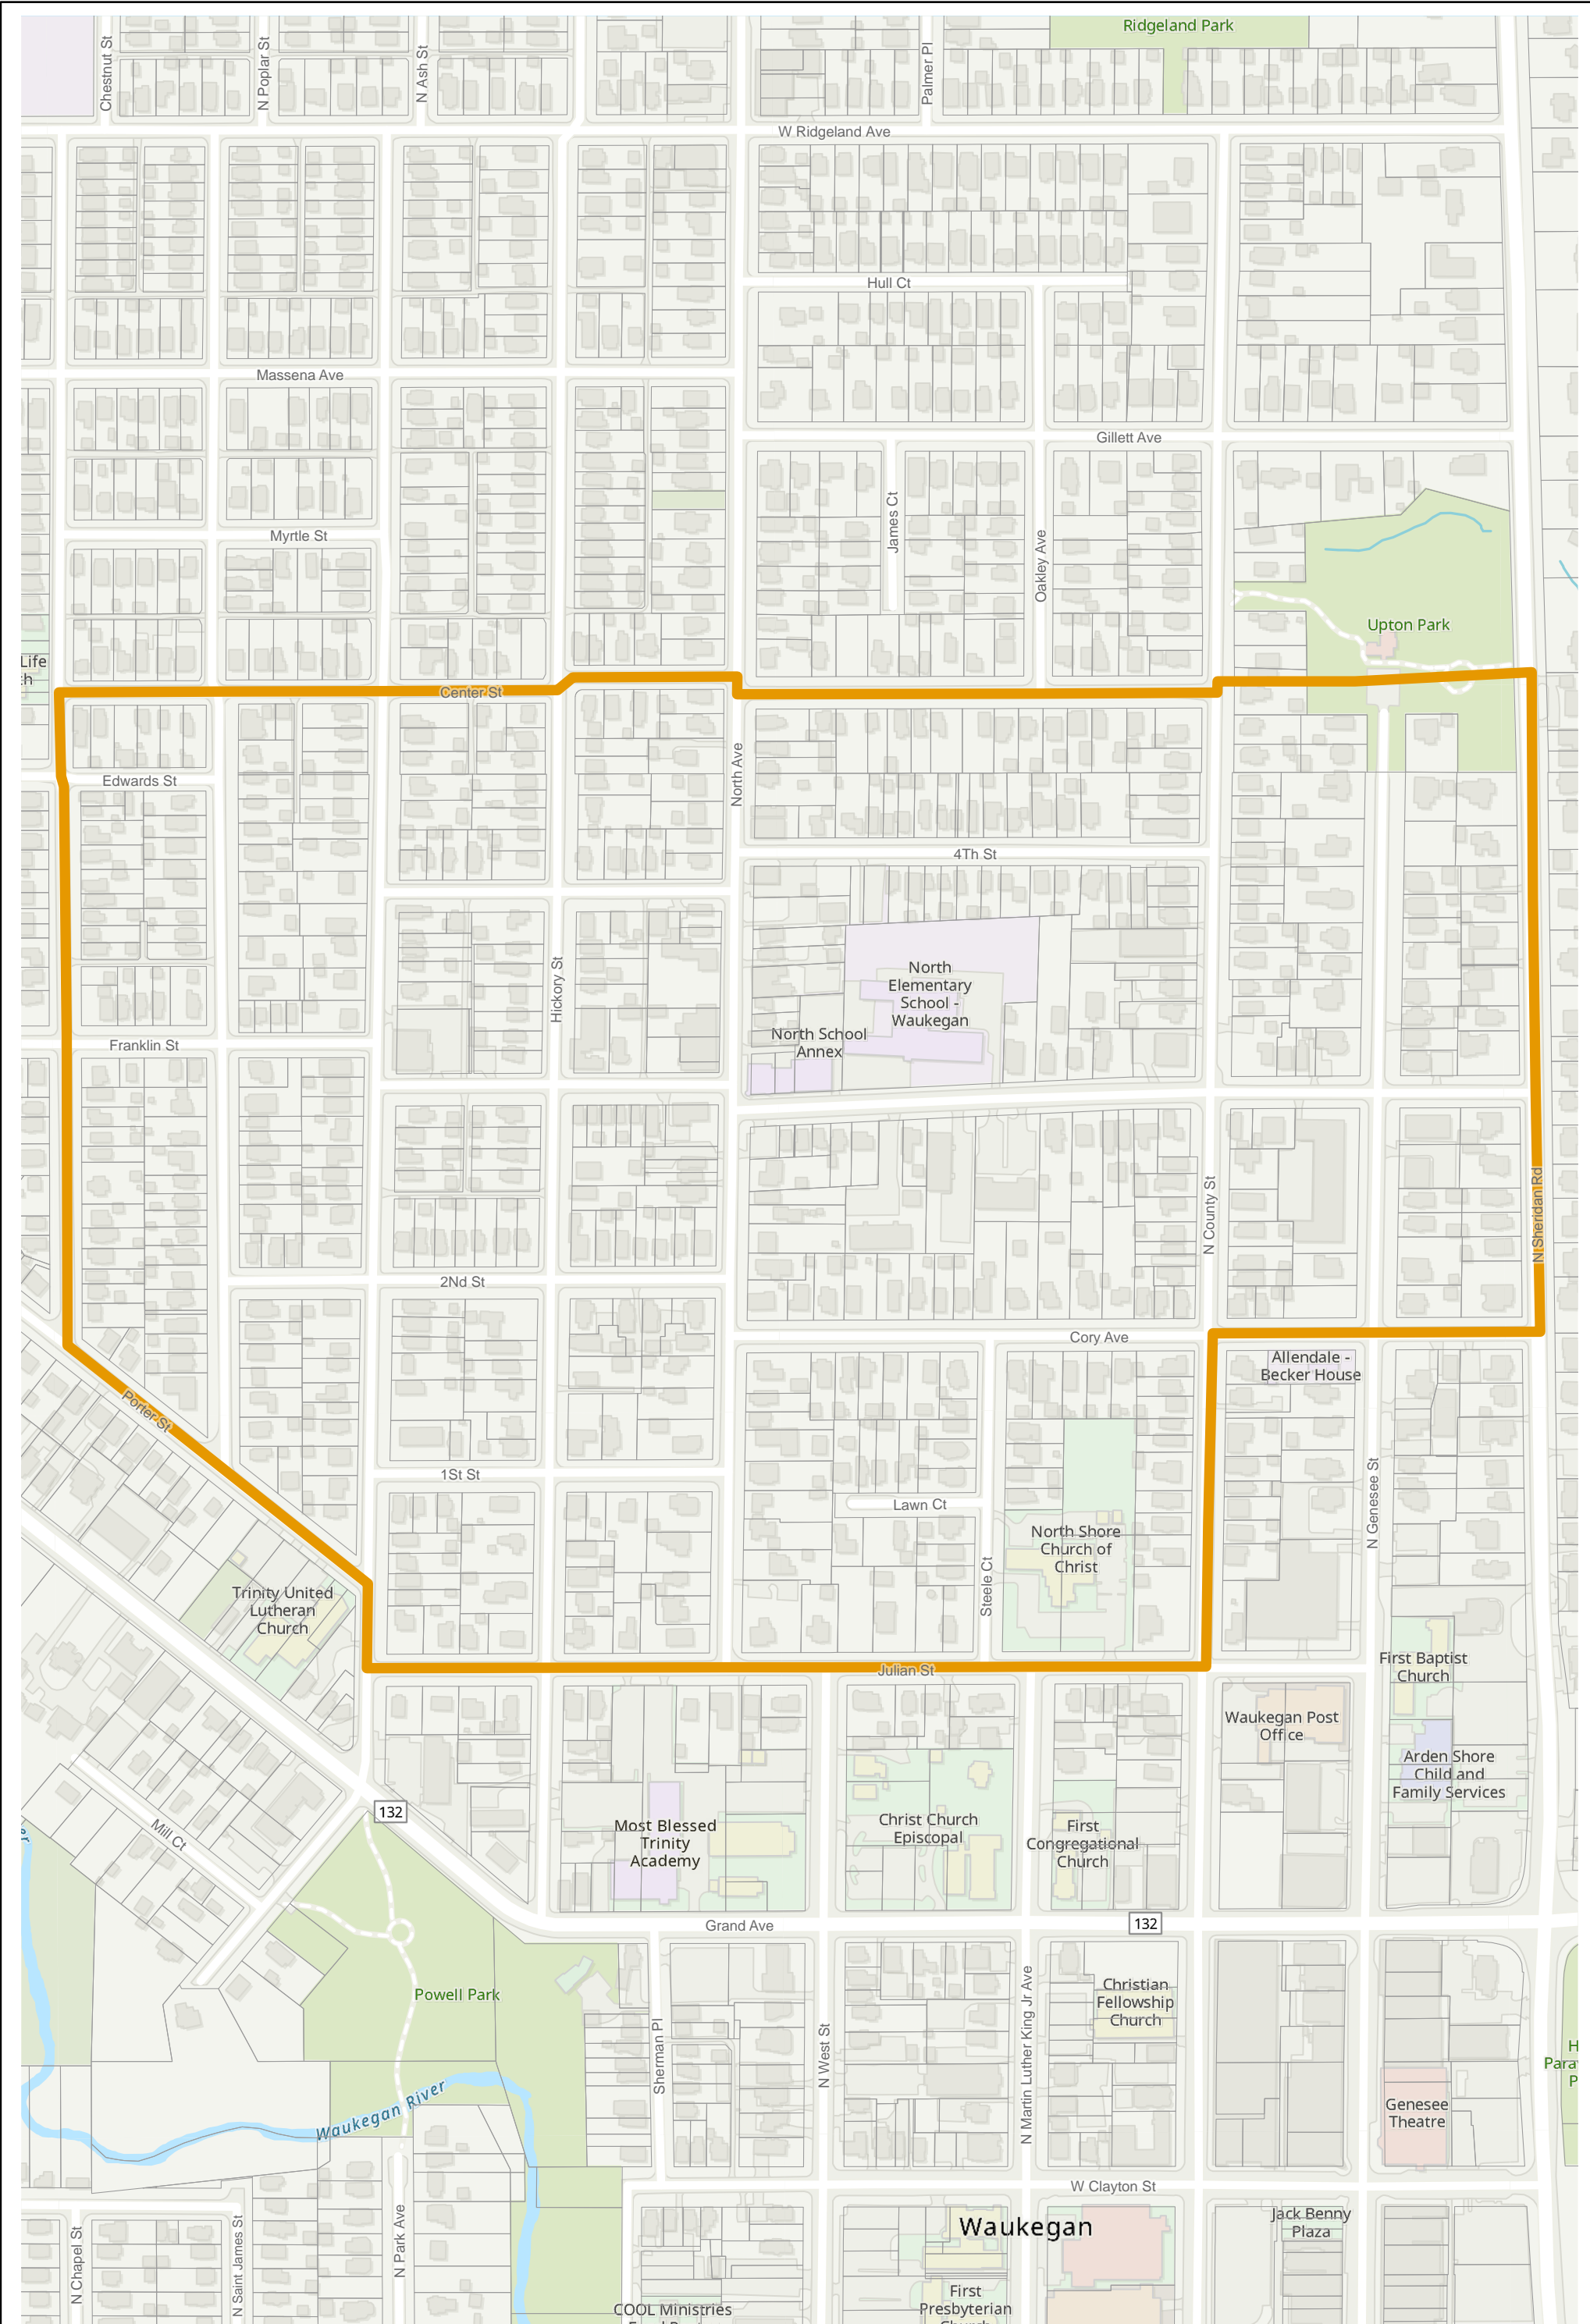 Ridgeland Park
Chestnut St
N Poplar St
N Ash St
Palmer Pl
W Ridgeland Ave
Hull Ct
Massena Ave
Gillett Ave
James Ct
Myrtle St
Oakley Ave
Upton Park
Life
Center St
North Ave
Edwards St
4Th St
North
Elementary
School -
Waukegan
Hickory St
North School
Annex
Franklin St
N County St
N Sheridan Rd
2Nd St
Cory Ave
Allendale -
Becker House
Porter St
1St St
Lawn Ct
N Genesee St
North Shore
Church of
Christ
Steele Ct
Trinity United
Lutheran
Church
Julian St
First Baptist
Church
Waukegan Post
Office
Arden Shore
Child and
Family Services
132
Mill Ct
Most Blessed
Trinity
Academy
Christ Church
Episcopal
First
Congregational
Church
Grand Ave
132
Powell Park
Christian
Fellowship
Church
Sherman Pl
N West St
N Martin Luther King Jr Ave
Waukegan River
Genesee
Theatre
W Clayton St
N Chapel St
N Saint James St
N Park Ave
Waukegan
Jack Benny
Plaza
COOL Ministries
First
Presbyterian